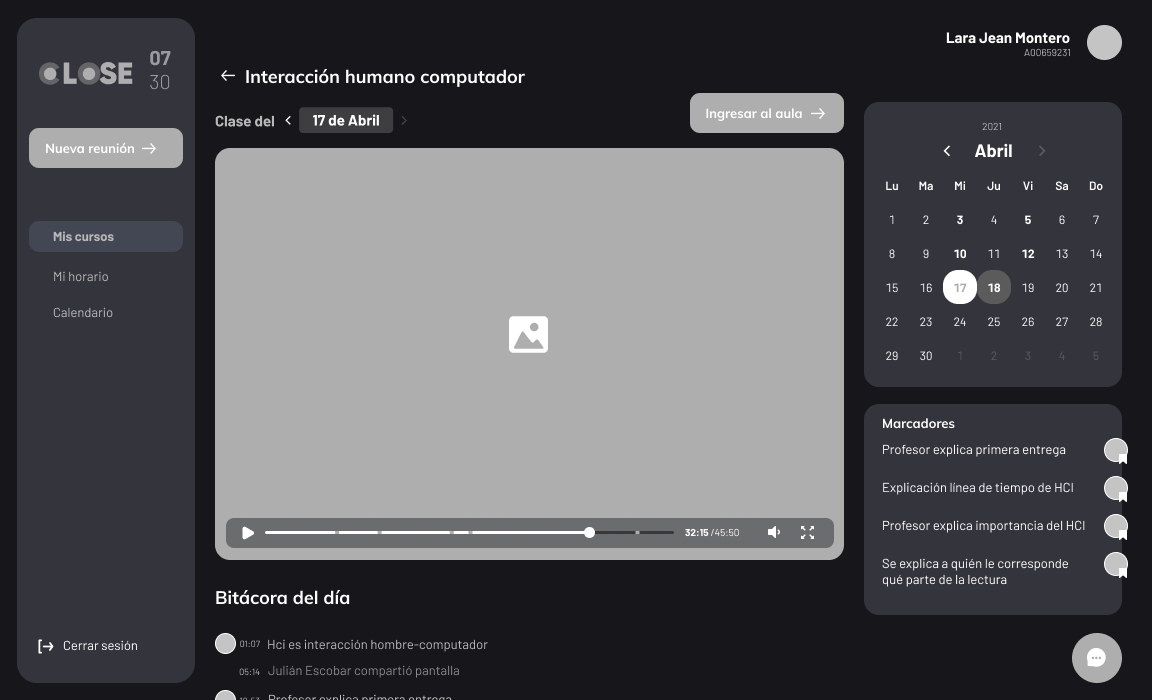 CLOSE
07
30
Nueva reunión
Mis cursos
Mi horario
Calendario
Cerrar sesión
Interacción humano computador
Clase del
17 de Abril
Ingresar al aula
32:15/45:50
Bitácora del día
01:07 Hci es interacción hombre-computador
05:14 Julián Escobar compartió pantalla
Profesor explica primera entrega
Lara Jean Montero
A00659231
2021
Abril
Lu Ma Mi Ju Vi Sa Do
1 2 3 4 5 6 7
8 9 10 11 12 13 14
15 16 17 18 19 20 21
22 23 24 25 26 27 28
29 30 1 2 3 4 5
Marcadores
Profesor explica primera entrega
Explicación línea de tiempo de HCI
Profesor explica importancia del HCI
Se explica a quién le corresponde
qué parte de la lectura